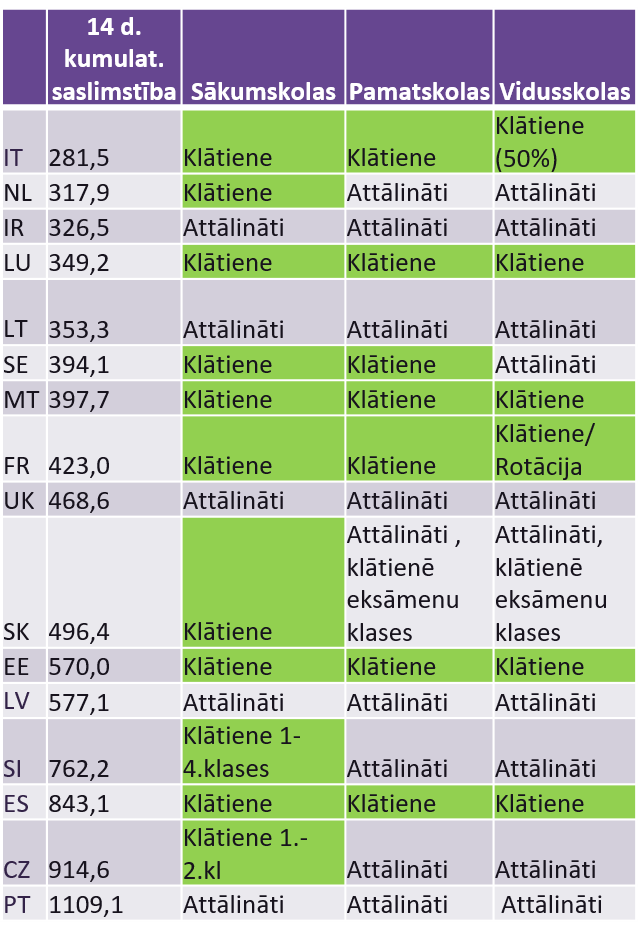 14 d. kumulat. saslimstība Sākumskolas Pamatskolas Vidusskolas
IT 281,5 Klātiene Klātiene Klātiene (50%)
NL 317,9 Klātiene Attālināti Attālināti
IR 326,5 Attālināti Attālināti Attālināti
LU 349,2 Klātiene Klātiene Klātiene
LT 353,3 Attālināti Attālināti Attālināti
SE 394,1 Klātiene Klātiene Attālināti
MT 397,7 Klātiene Klātiene Klātiene
FR 423,0 Klātiene Klātiene Klātiene/ Rotācija
UK 468,6 Attālināti Attālināti Attālināti
SK 496,4 Klātiene Attālināti , klātienē eksāmenu klases Attālināti, klātienē eksāmenu klases
EE 570,0 Klātiene Klātiene Klātiene
LV 577,1 Attālināti Attālināti Attālināti
SI 762,2 Klātiene 1-4.klases Attālināti Attālināti
ES 843,1 Klātiene Klātiene Klātiene
CZ 914,6 Klātiene 1.-2.kl Attālināti Attālināti
PT 1109,1 Attālināti Attālināti Attālināti